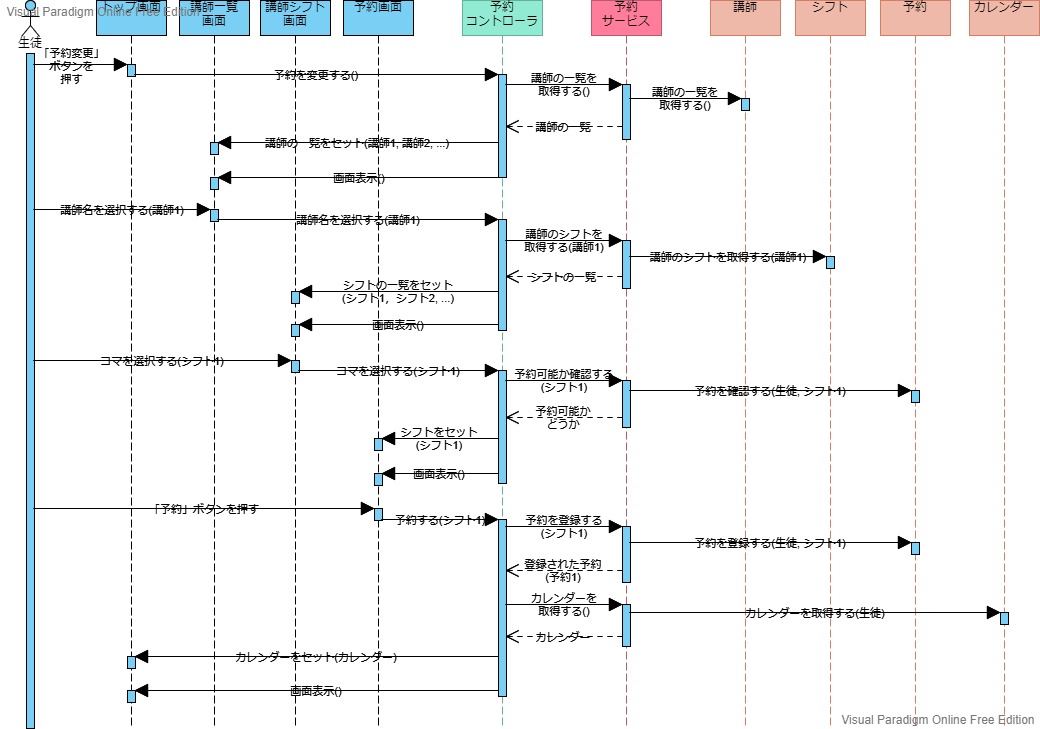 Visual Paradigm Online Free Edition
トップ画面
講師一覧
画面
講師シフト
画面
予約画面
予約
コントローラ
予約
サービス
講師
シフト
予約
カレンダー
生徒
「予約変更」
ボタンを
押す
予約を変更する()
講師の一覧を
取得する()
講師の一覧を
取得する()
講師の一覧
講師の一覧をセット(講師1, 講師2, ...)
画面表示()
講師名を選択する(講師1)
講師名を選択する(講師1)
講師のシフトを
取得する(講師1)
講師のシフトを取得する(講師1)
シフトの一覧
シフトの一覧をセット
(シフト1, シフト2, ...)
画面表示()
コマを選択する(シフト1)
コマを選択する(シフト1)
予約可能か確認する
(シフト1)
予約を確認する(生徒, シフト1)
予約可能か
どうか
シフトをセット
(シフト1)
画面表示()
「予約」ボタンを押す
予約する(シフト1)
予約を登録する
(シフト1)
予約を登録する(生徒, シフト1)
登録された予約
(予約1)
カレンダーを
取得する()
カレンダーを取得する(生徒)
カレンダー
カレンダーをセット(カレンダー)
画面表示()
Visual Paradigm Online Free Edition